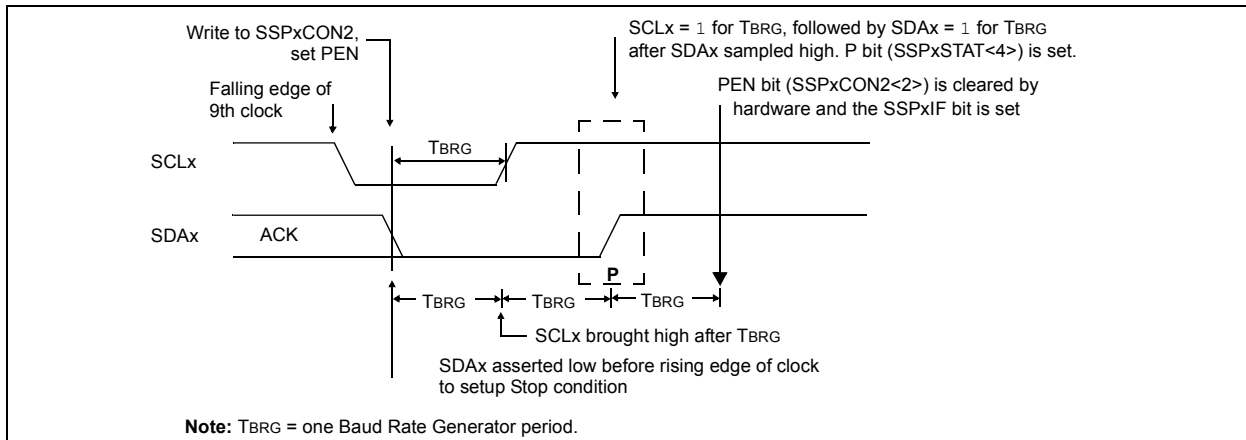 Write to SSPxCON2,
set PEN
SCLx = 1 for TBRG, followed by SDAx = 1 for TBRG
after SDAx sampled high. P bit (SSPxSTAT<4>) is set.
PEN bit (SSPxCON2<2>) is cleared by
hardware and the SSPxIF bit is set
Falling edge of
9th clock
TBRG
SCLx
SDAx
ACK
P
TBRG
TBRG
TBRG
SCLx brought high after TBRG
SDAx asserted low before rising edge of clock
to setup Stop condition
Note: TBRG = one Baud Rate Generator period.